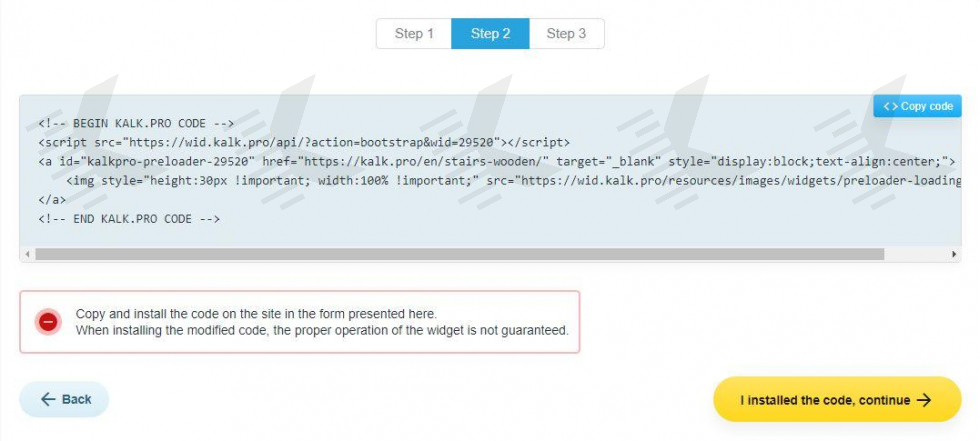 Step 1 Step 2 Step 3
<> Copy code
<!-- BEGIN KALK.PRO CODE -->
<script src="https://wid.kalk.pro/api/?action=bootstrap&wid=29520"></script>
<a id="kalkpro-preloader-29520" href="https://kalk.pro/en/stairs-wooden/" target="_blank" style="display:block;text-align:center;">
<img style="height:30px !important; width:100% !important;" src="https://wid.kalk.pro/resources/images/widgets/preloader-loading
</a>
<!-- END KALK.PRO CODE -->
Copy and install the code on the site in the form presented here.
When installing the modified code, the proper operation of the widget is not guaranteed.
Back I installed the code, continue